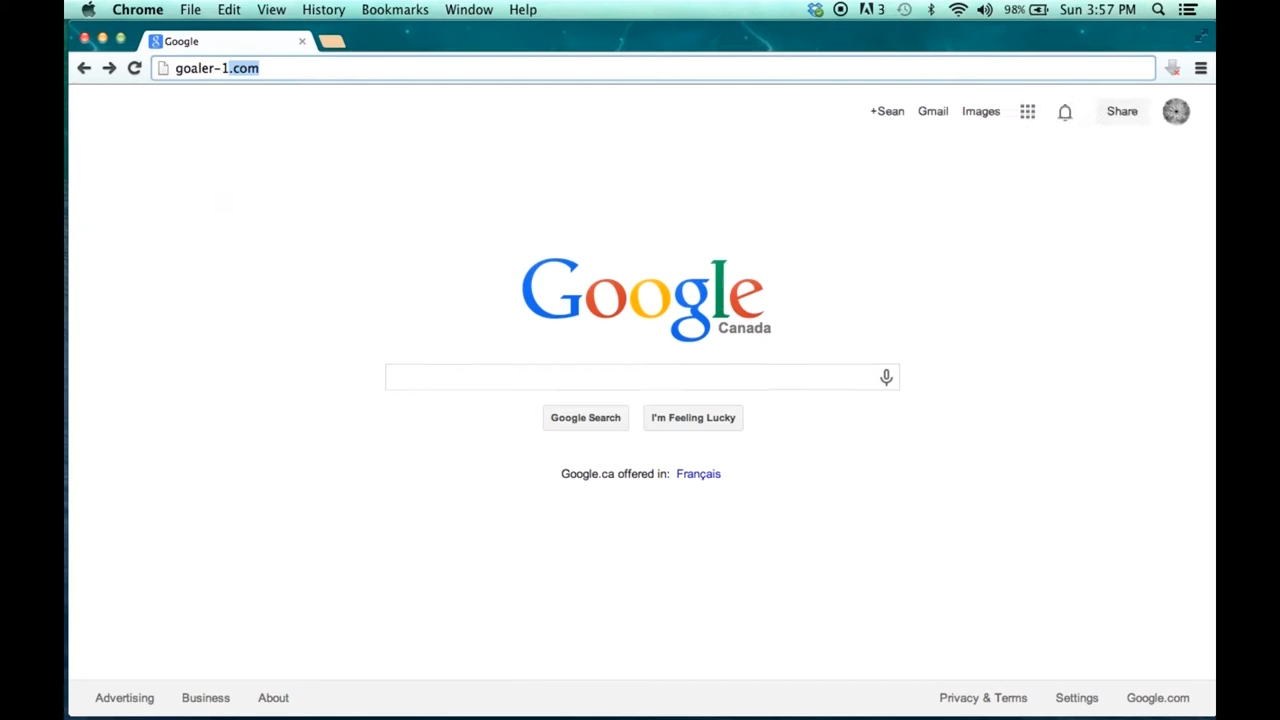 Chrome File Edit View History Bookmarks Window Help 3 98% Sun 3:57 PM
Google
goaler-1.com
+Sean Gmail Images Share
Google
Canada
Google Search I'm Feeling Lucky
Google.ca offered in: Français
Advertising Business About Privacy & Terms Settings Google.com